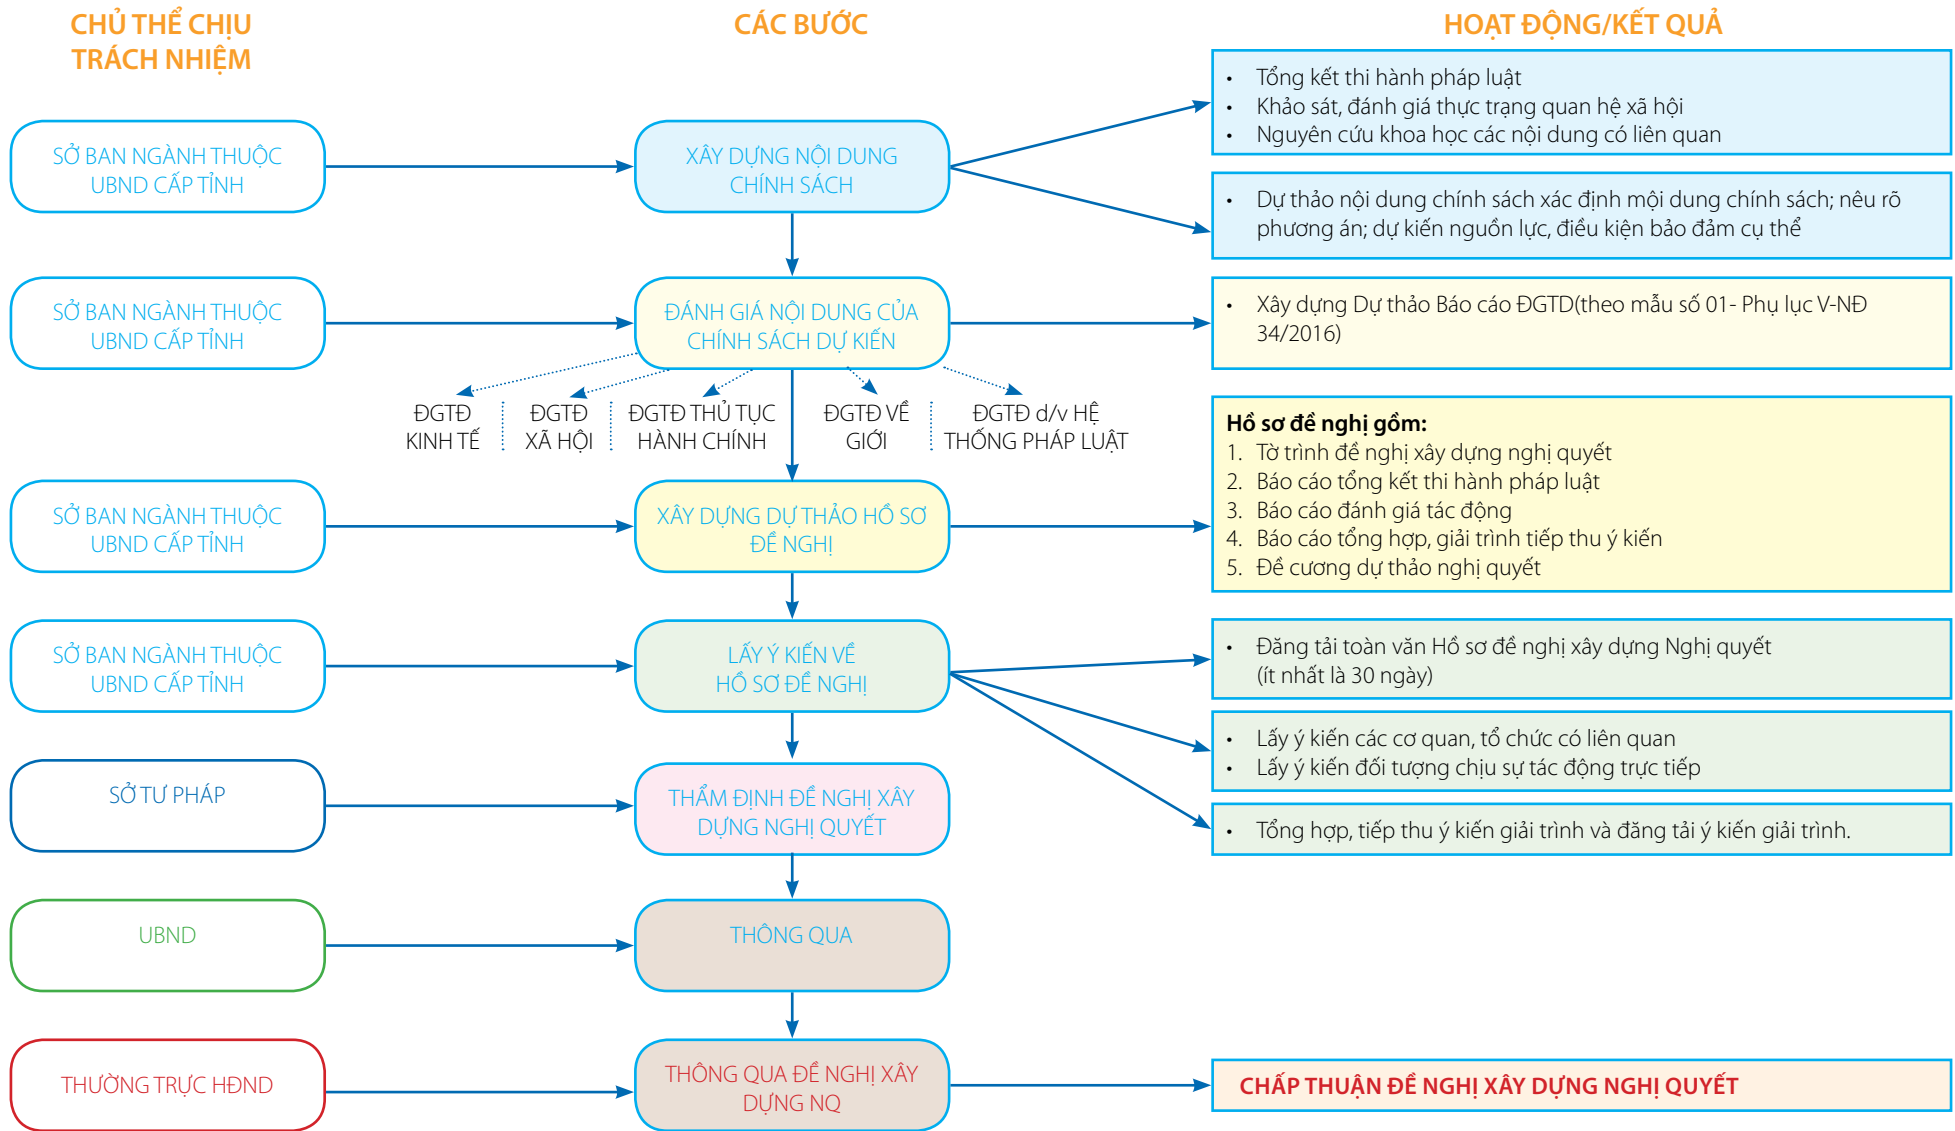 CHỦ THỂ CHỊU
TRÁCH NHIỆM
CÁC BƯỚC
HOẠT ĐỘNG/KẾT QUẢ
SỞ BAN NGÀNH THUỘC
UBND CẤP TỈNH
XÂY DỰNG NỘI DUNG
CHÍNH SÁCH
• Tổng kết thi hành pháp luật
• Khảo sát, đánh giá thực trạng quan hệ xã hội
• Nguyên cứu khoa học các nội dung có liên quan
• Dự thảo nội dung chính sách xác định mội dung chính sách; nêu rõ
phương án; dự kiến nguồn lực, điều kiện bảo đảm cụ thể
SỞ BAN NGÀNH THUỘC
UBND CẤP TỈNH
ĐÁNH GIÁ NỘI DUNG CỦA
CHÍNH SÁCH DỰ KIẾN
• Xây dựng Dự thảo Báo cáo ĐGTD(theo mẫu số 01- Phụ lục V-NĐ
34/2016)
ĐGTĐ
KINH TẾ
ĐGTĐ
XÃ HỘI
ĐGTĐ THỦ TỤC
HÀNH CHÍNH
ĐGTĐ VỀ
GIỚI
ĐGTĐ d/v HỆ
THỐNG PHÁP LUẬT
SỞ BAN NGÀNH THUỘC
UBND CẤP TỈNH
XÂY DỰNG DỰ THẢO HỒ SƠ
ĐỀ NGHỊ
Hồ sơ đề nghị gồm:
1. Tờ trình đề nghị xây dựng nghị quyết
2. Báo cáo tổng kết thi hành pháp luật
3. Báo cáo đánh giá tác động
4. Báo cáo tổng hợp, giải trình tiếp thu ý kiến
5. Đề cương dự thảo nghị quyết
SỞ BAN NGÀNH THUỘC
UBND CẤP TỈNH
LẤY Ý KIẾN VỀ
HỒ SƠ ĐỀ NGHỊ
• Đăng tải toàn văn Hồ sơ đề nghị xây dựng Nghị quyết
(ít nhất là 30 ngày)
• Lấy ý kiến các cơ quan, tổ chức có liên quan
• Lấy ý kiến đối tượng chịu sự tác động trực tiếp
• Tổng hợp, tiếp thu ý kiến giải trình và đăng tải ý kiến giải trình.
SỞ TƯ PHÁP
THẨM ĐỊNH ĐỀ NGHỊ XÂY
DỰNG NGHỊ QUYẾT
UBND
THÔNG QUA
THƯỜNG TRỰC HĐND
THÔNG QUA ĐỀ NGHỊ XÂY
DỰNG NQ
CHẤP THUẬN ĐỀ NGHỊ XÂY DỰNG NGHỊ QUYẾT